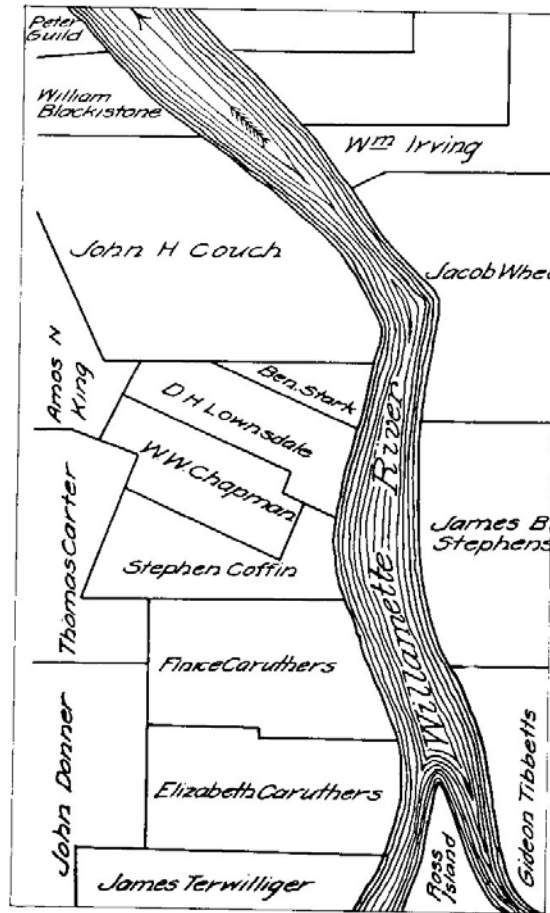 Peter
Guild
William
Blackistone
Wm Irving
John H Couch
Jacob Whee
Amos N
King
Ben. Stark
D.H Lownsdale
W.W. Chapman
Stephen Coffin
Thomas Carter
Willamette River
James B.
Stephens
Finice Caruthers
John Donner
Elizabeth Caruthers
Gideon Tibbetts
Ross
Island
James Terwilliger